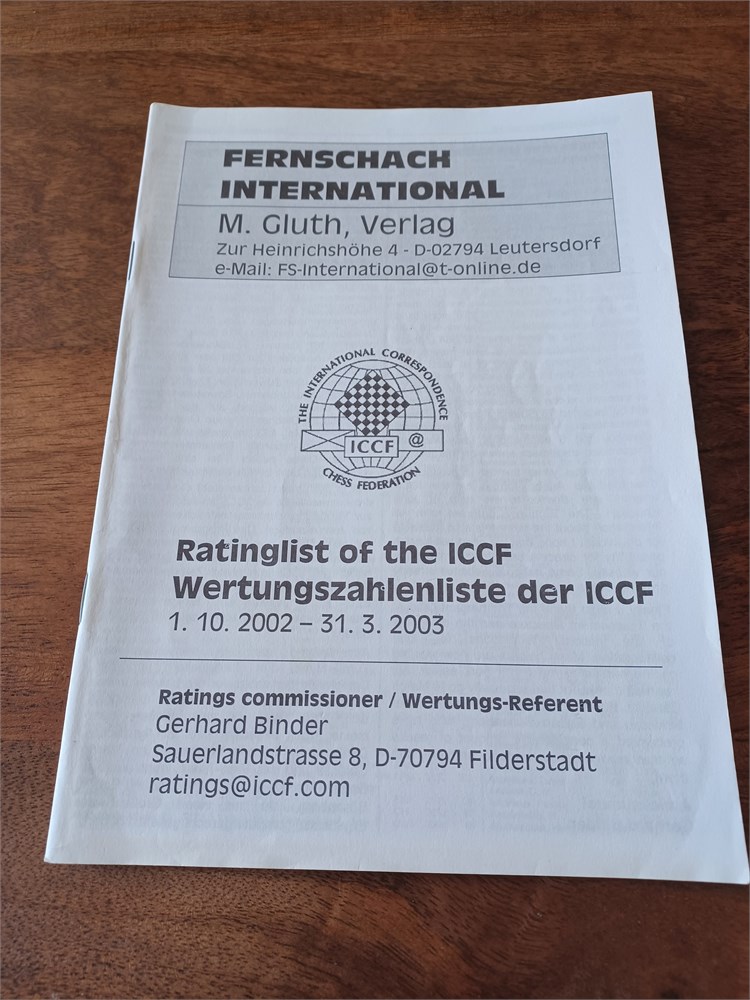 FERNSCHACH
INTERNATIONAL
M. Gluth, Verlag
Zur Heinrichshöhe 4 - D-02794 Leutersdorf
e-Mail: FS-International@t-online.de
THE INTERNATIONAL CORRESPONDENCE
ICCF @
CHESS FEDERATION
Ratinglist of the ICCF
Wertungszahlenliste der ICCF
1. 10. 2002 – 31. 3. 2003
Ratings commissioner / Wertungs-Referent
Gerhard Binder
Sauerlandstrasse 8, D-70794 Filderstadt
ratings@iccf.com